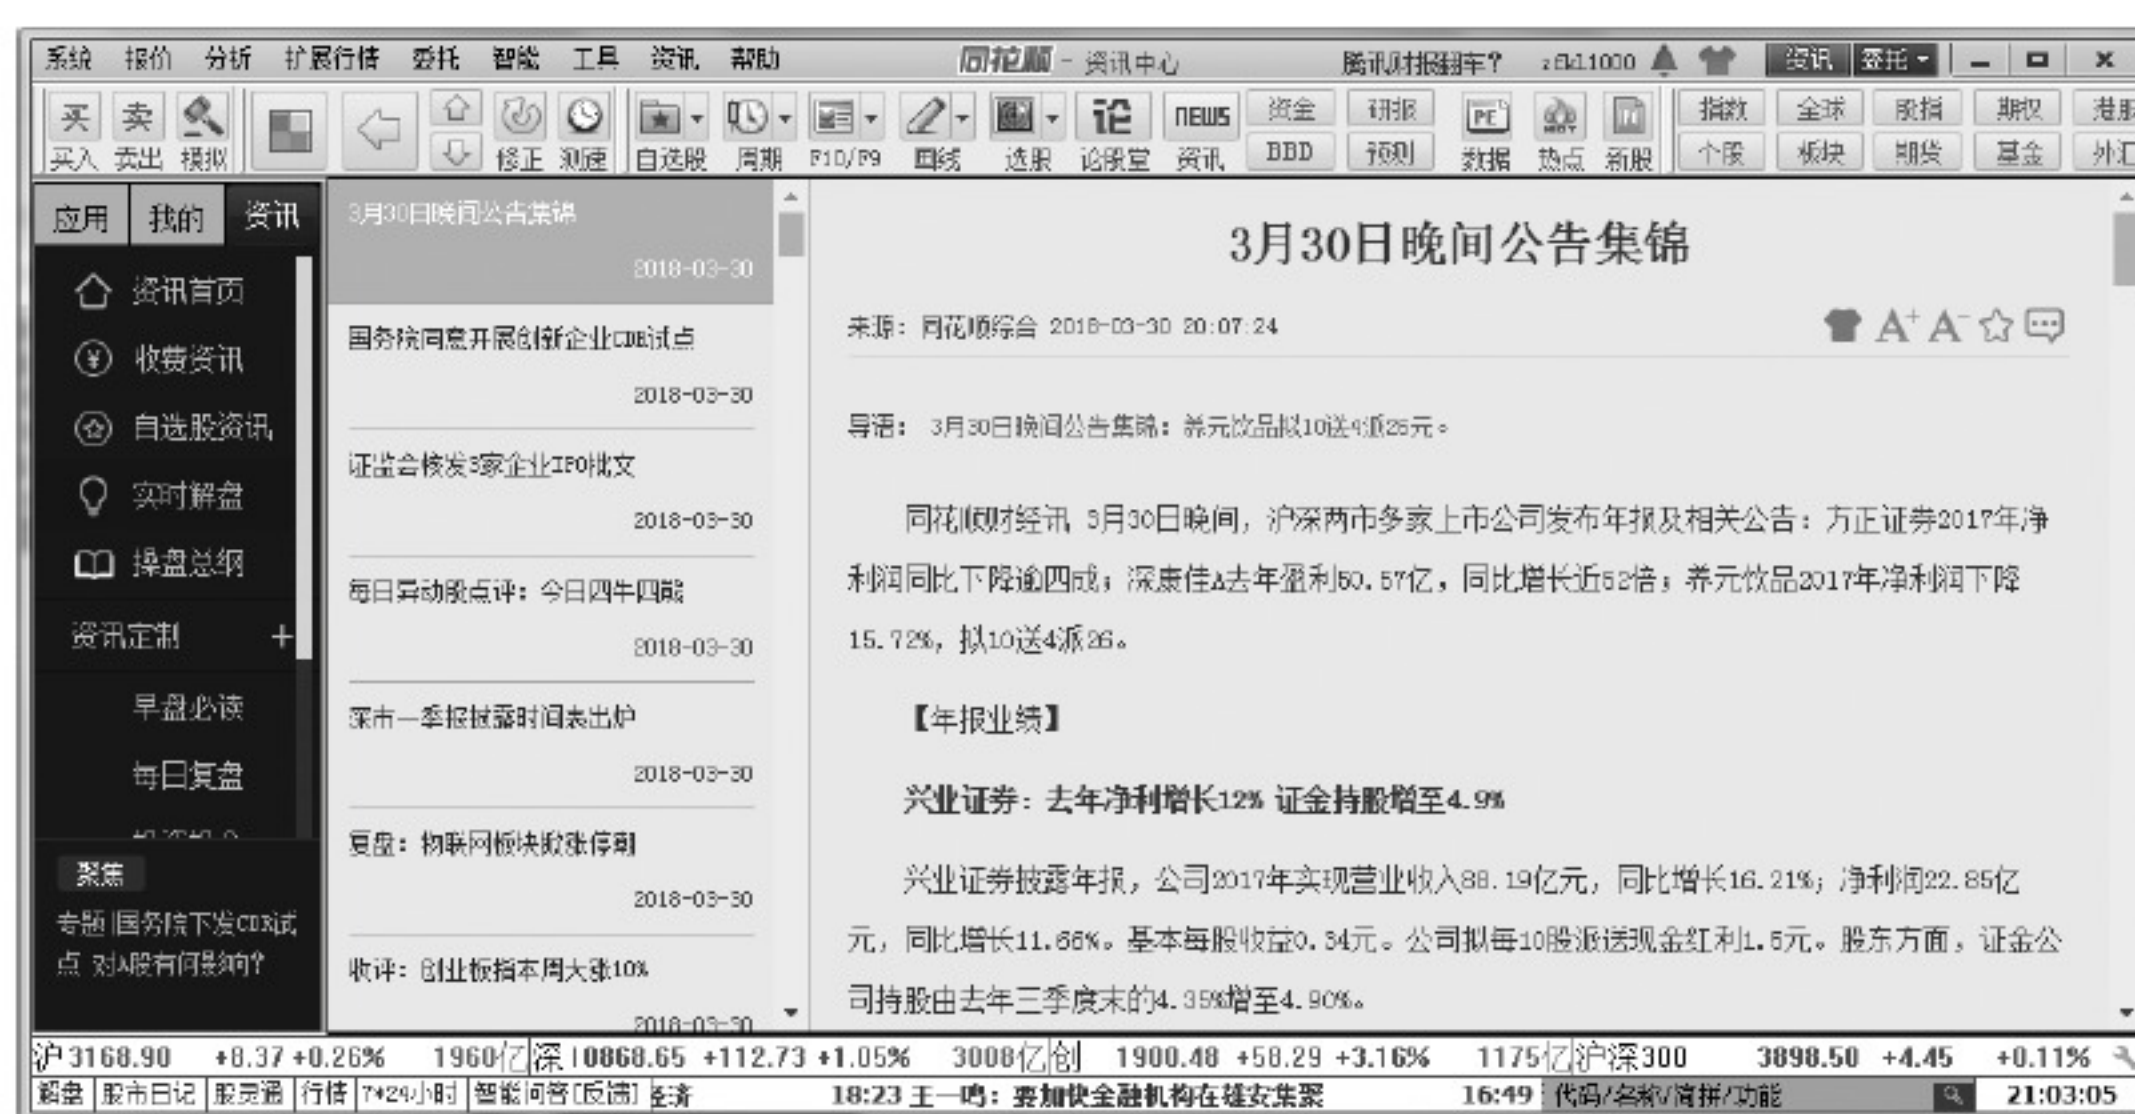 系统 报价 分析 扩展行情 委托 智能 工具 资讯 帮助 同花顺 - 资讯中心 腾讯财报翻车? 资讯 委托
买 卖 论 NEWS 资金 研报 PE 指数 全球 股指 期权 港股
买入 卖出 模拟 修正 测速 自选股 周期 F10/F9 画线 选股 论股堂 资讯 BBD 预测 数据 热点 新股 个股 板块 期货 基金 外汇
应用 我的 资讯
资讯首页
收费资讯
自选股资讯
实时解盘
操盘总纲
资讯定制 +
早盘必读
每日复盘
聚焦
专题|国务院下发CDR试
点 对A股有何影响?
3月30日晚间公告集锦
2018-03-30
国务院同意开展创新企业CDR试点
2018-03-30
证监会核发3家企业IPO批文
2018-03-30
每日异动股点评: 今日四牛四熊
2018-03-30
深市一季报披露时间表出炉
2018-03-30
复盘: 物联网板块掀涨停潮
2018-03-30
收评: 创业板指本周大涨10%
2018-03-30
3月30日晚间公告集锦
来源: 同花顺综合 2018-03-30 20:07:24
A+ A-
导语: 3月30日晚间公告集锦: 养元饮品拟10送4派26元。
同花顺财经讯 3月30日晚间, 沪深两市多家上市公司发布年报及相关公告: 方正证券2017年净
利润同比下降逾四成; 深康佳A去年盈利50.57亿, 同比增长近52倍; 养元饮品2017年净利润下降
15.72%, 拟10送4派26。
【年报业绩】
兴业证券: 去年净利增长12% 证金持股增至4.9%
兴业证券披露年报, 公司2017年实现营业收入88.19亿元, 同比增长16.21%; 净利润22.85亿
元, 同比增长11.66%。基本每股收益0.34元。公司拟每10股派送现金红利1.5元。股东方面, 证金公
司持股由去年三季度末的4.35%增至4.90%。
沪 3168.90 +8.37 +0.26% 1960亿 深 10868.65 +112.73 +1.05% 3008亿 创 1900.48 +58.29 +3.16% 1175亿 沪深300 3898.50 +4.45 +0.11%
解盘 股市日记 股灵通 行情 7*24小时 智能问答[反馈] 经济 18:23 王一鸣: 要加快金融机构在雄安集聚 16:49 代码/名称/简拼/功能 21:03:05